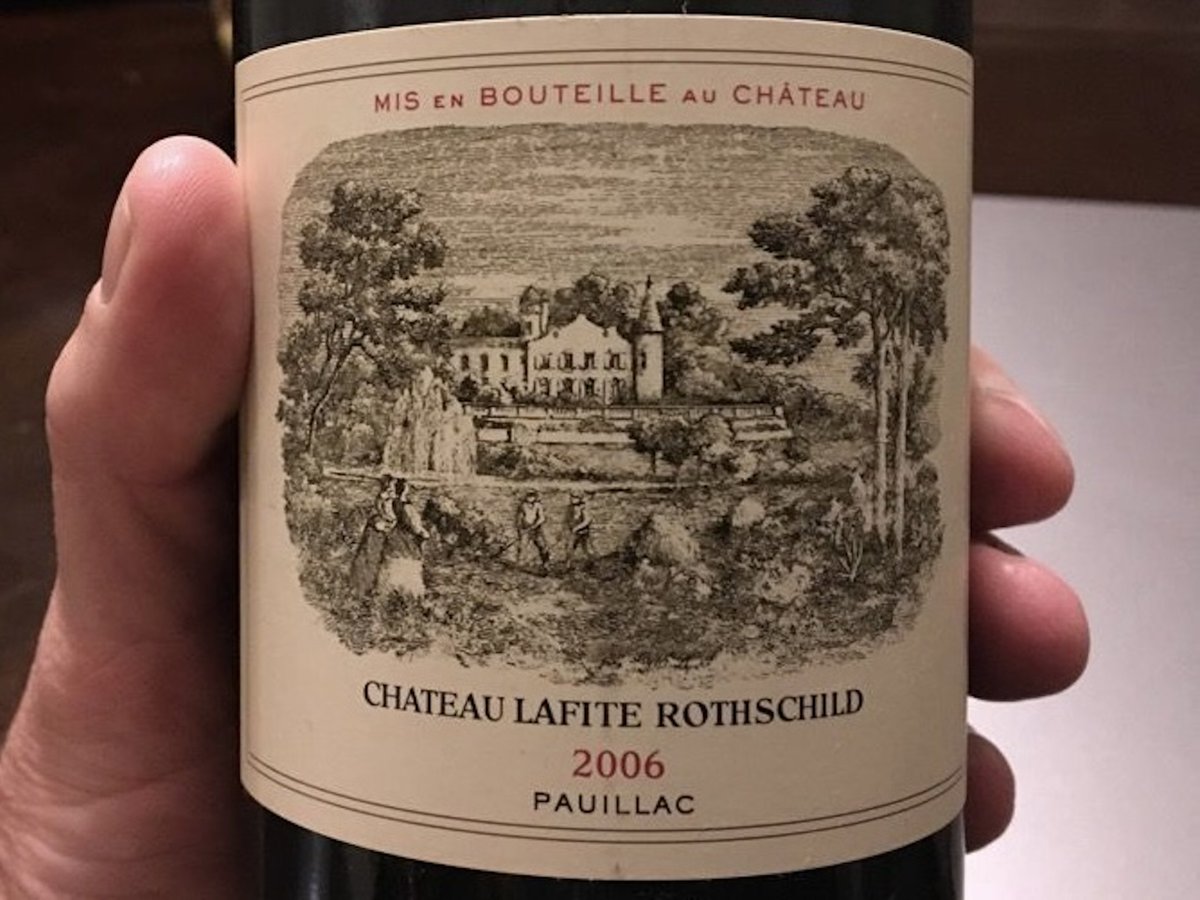 MIS EN BOUTEILLE AU CHÂTEAU
CHATEAU LAFITE ROTHSCHILD
2006
PAUILLAC